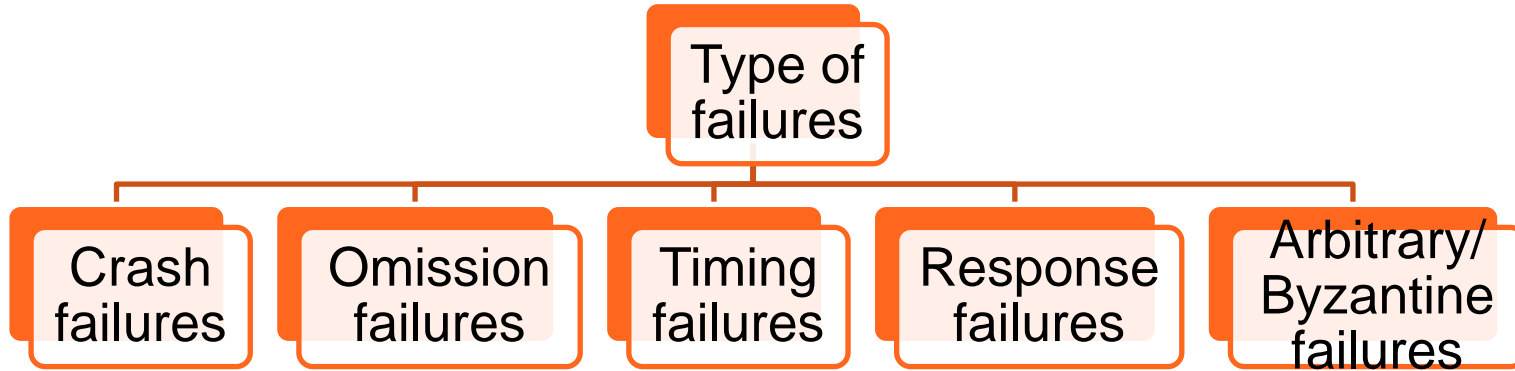 Type of
failures
Crash
failures
Omission
failures
Timing
failures
Response
failures
Arbitrary/
Byzantine
failures